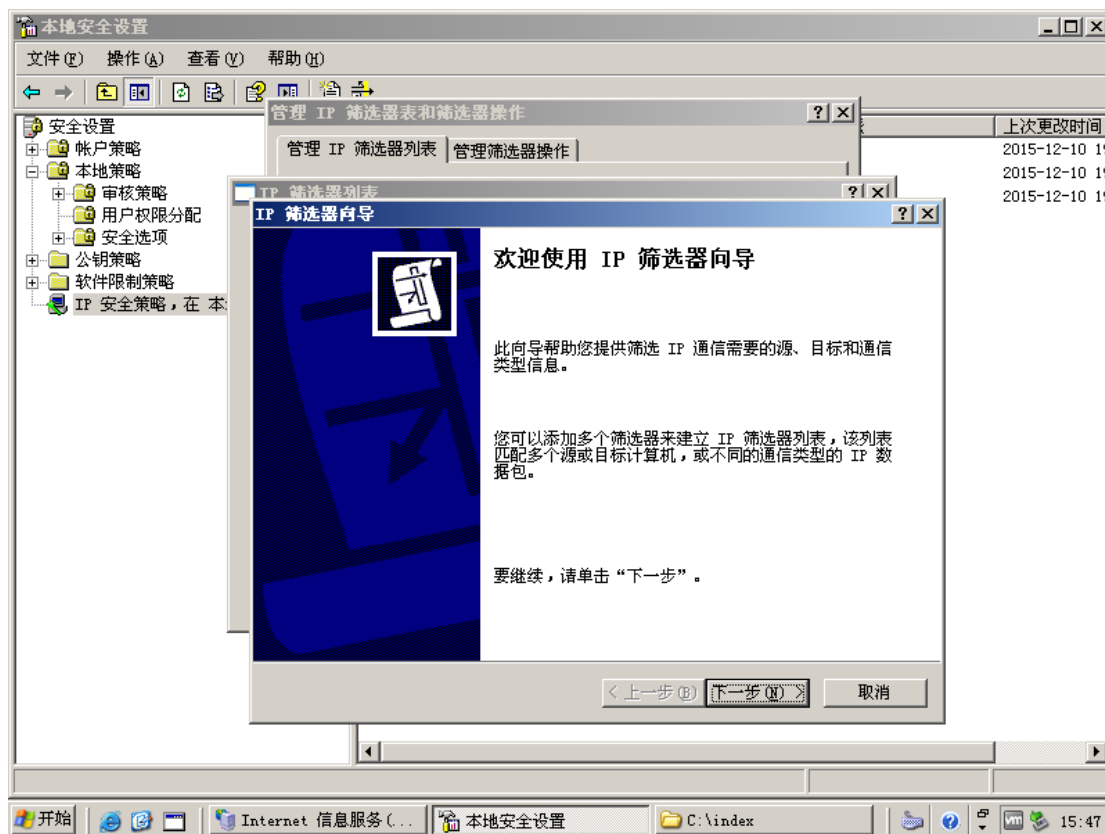 本地安全设置
文件(F) 操作(A) 查看(V) 帮助(H)
管理 IP 筛选器表和筛选器操作
管理 IP 筛选器列表 管理筛选器操作
IP 筛选器列表
IP 筛选器向导
安全设置
帐户策略
本地策略
审核策略
用户权限分配
安全选项
公钥策略
软件限制策略
IP 安全策略，在 本
上次更改时间
2015-12-10 19
2015-12-10 19
2015-12-10 19
欢迎使用 IP 筛选器向导
此向导帮助您提供筛选 IP 通信需要的源、目标和通信
类型信息。
您可以添加多个筛选器来建立 IP 筛选器列表，该列表
匹配多个源或目标计算机，或不同的通信类型的 IP 数
据包。
要继续，请单击“下一步”。
< 上一步(B) 下一步(N) > 取消
开始 Internet 信息服务(... 本地安全设置 C:\index 15:47